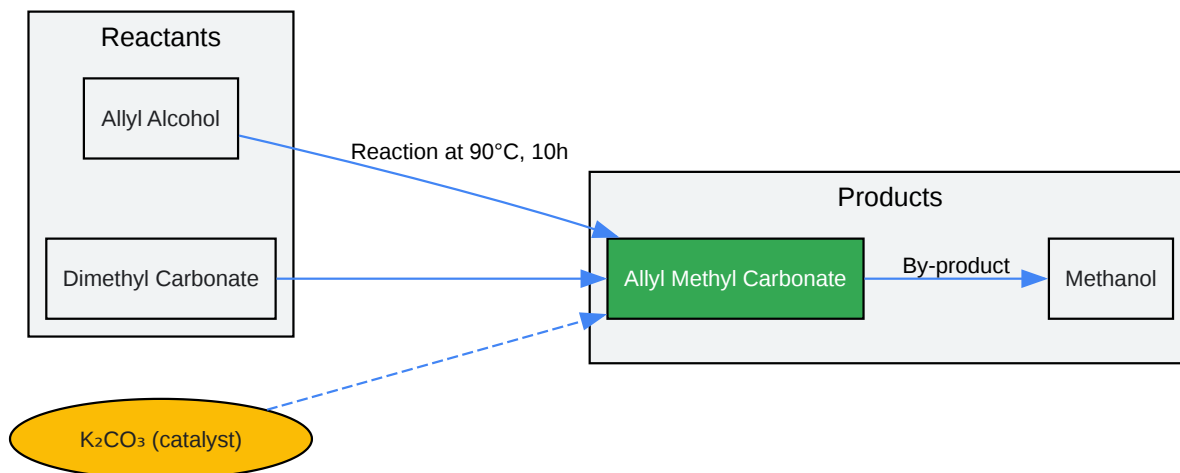 Reactants
Allyl Alcohol
Reaction at 90°C, 10h
Products
Dimethyl Carbonate
Allyl Methyl Carbonate
By-product
Methanol
K₂CO₃ (catalyst)